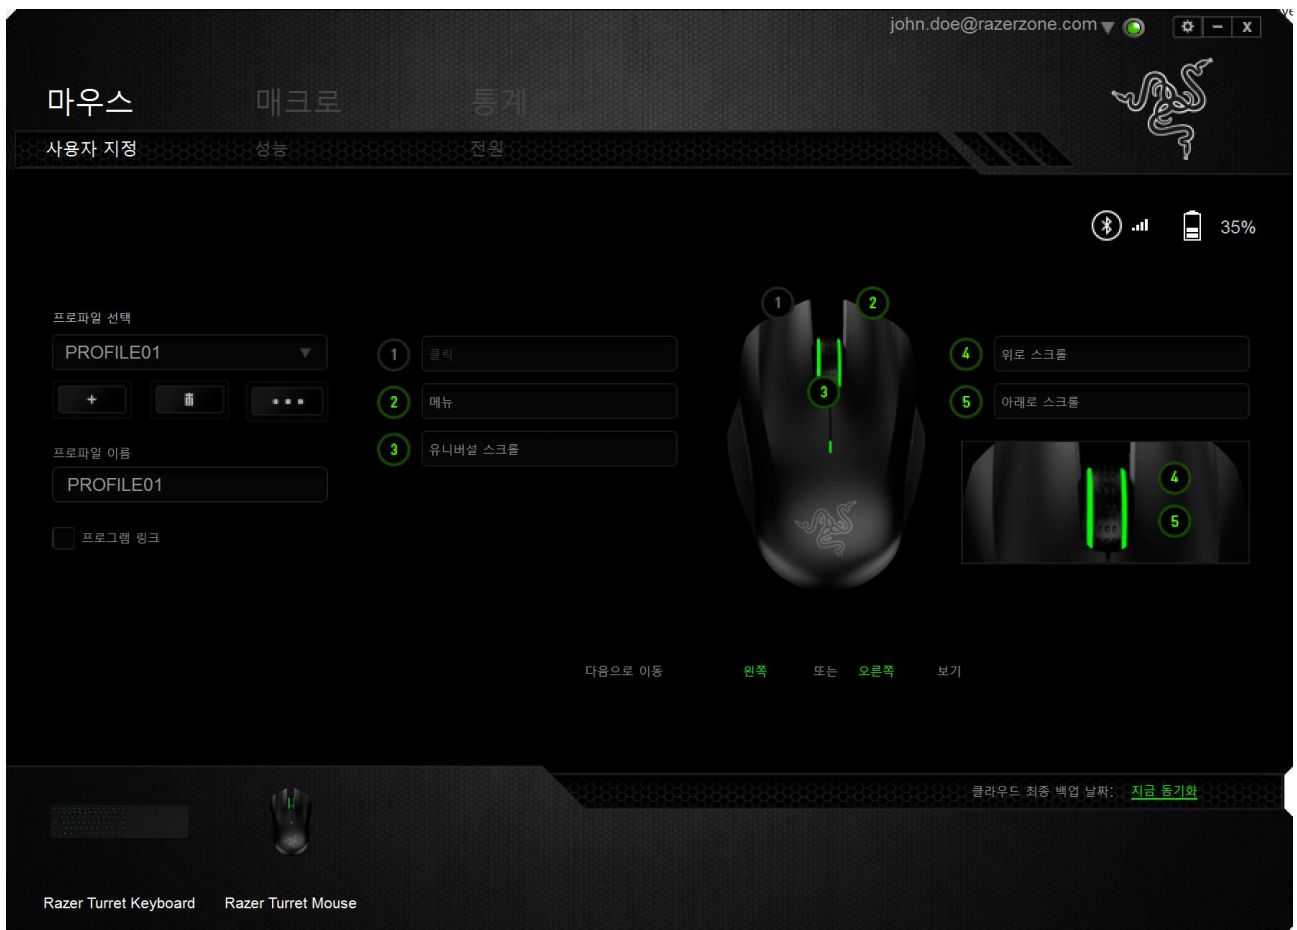 john.doe@razerzone.com
마우스 매크로 통계
사용자 지정 성능 전원
35%
프로파일 선택
PROFILE01
프로파일 이름
PROFILE01
프로그램 링크
1 클릭
2 메뉴
3 유니버설 스크롤
1
2
3
4 위로 스크롤
5 아래로 스크롤
4
5
다음으로 이동 왼쪽 또는 오른쪽 보기
클라우드 최종 백업 날짜: 지금 동기화
Razer Turret Keyboard Razer Turret Mouse